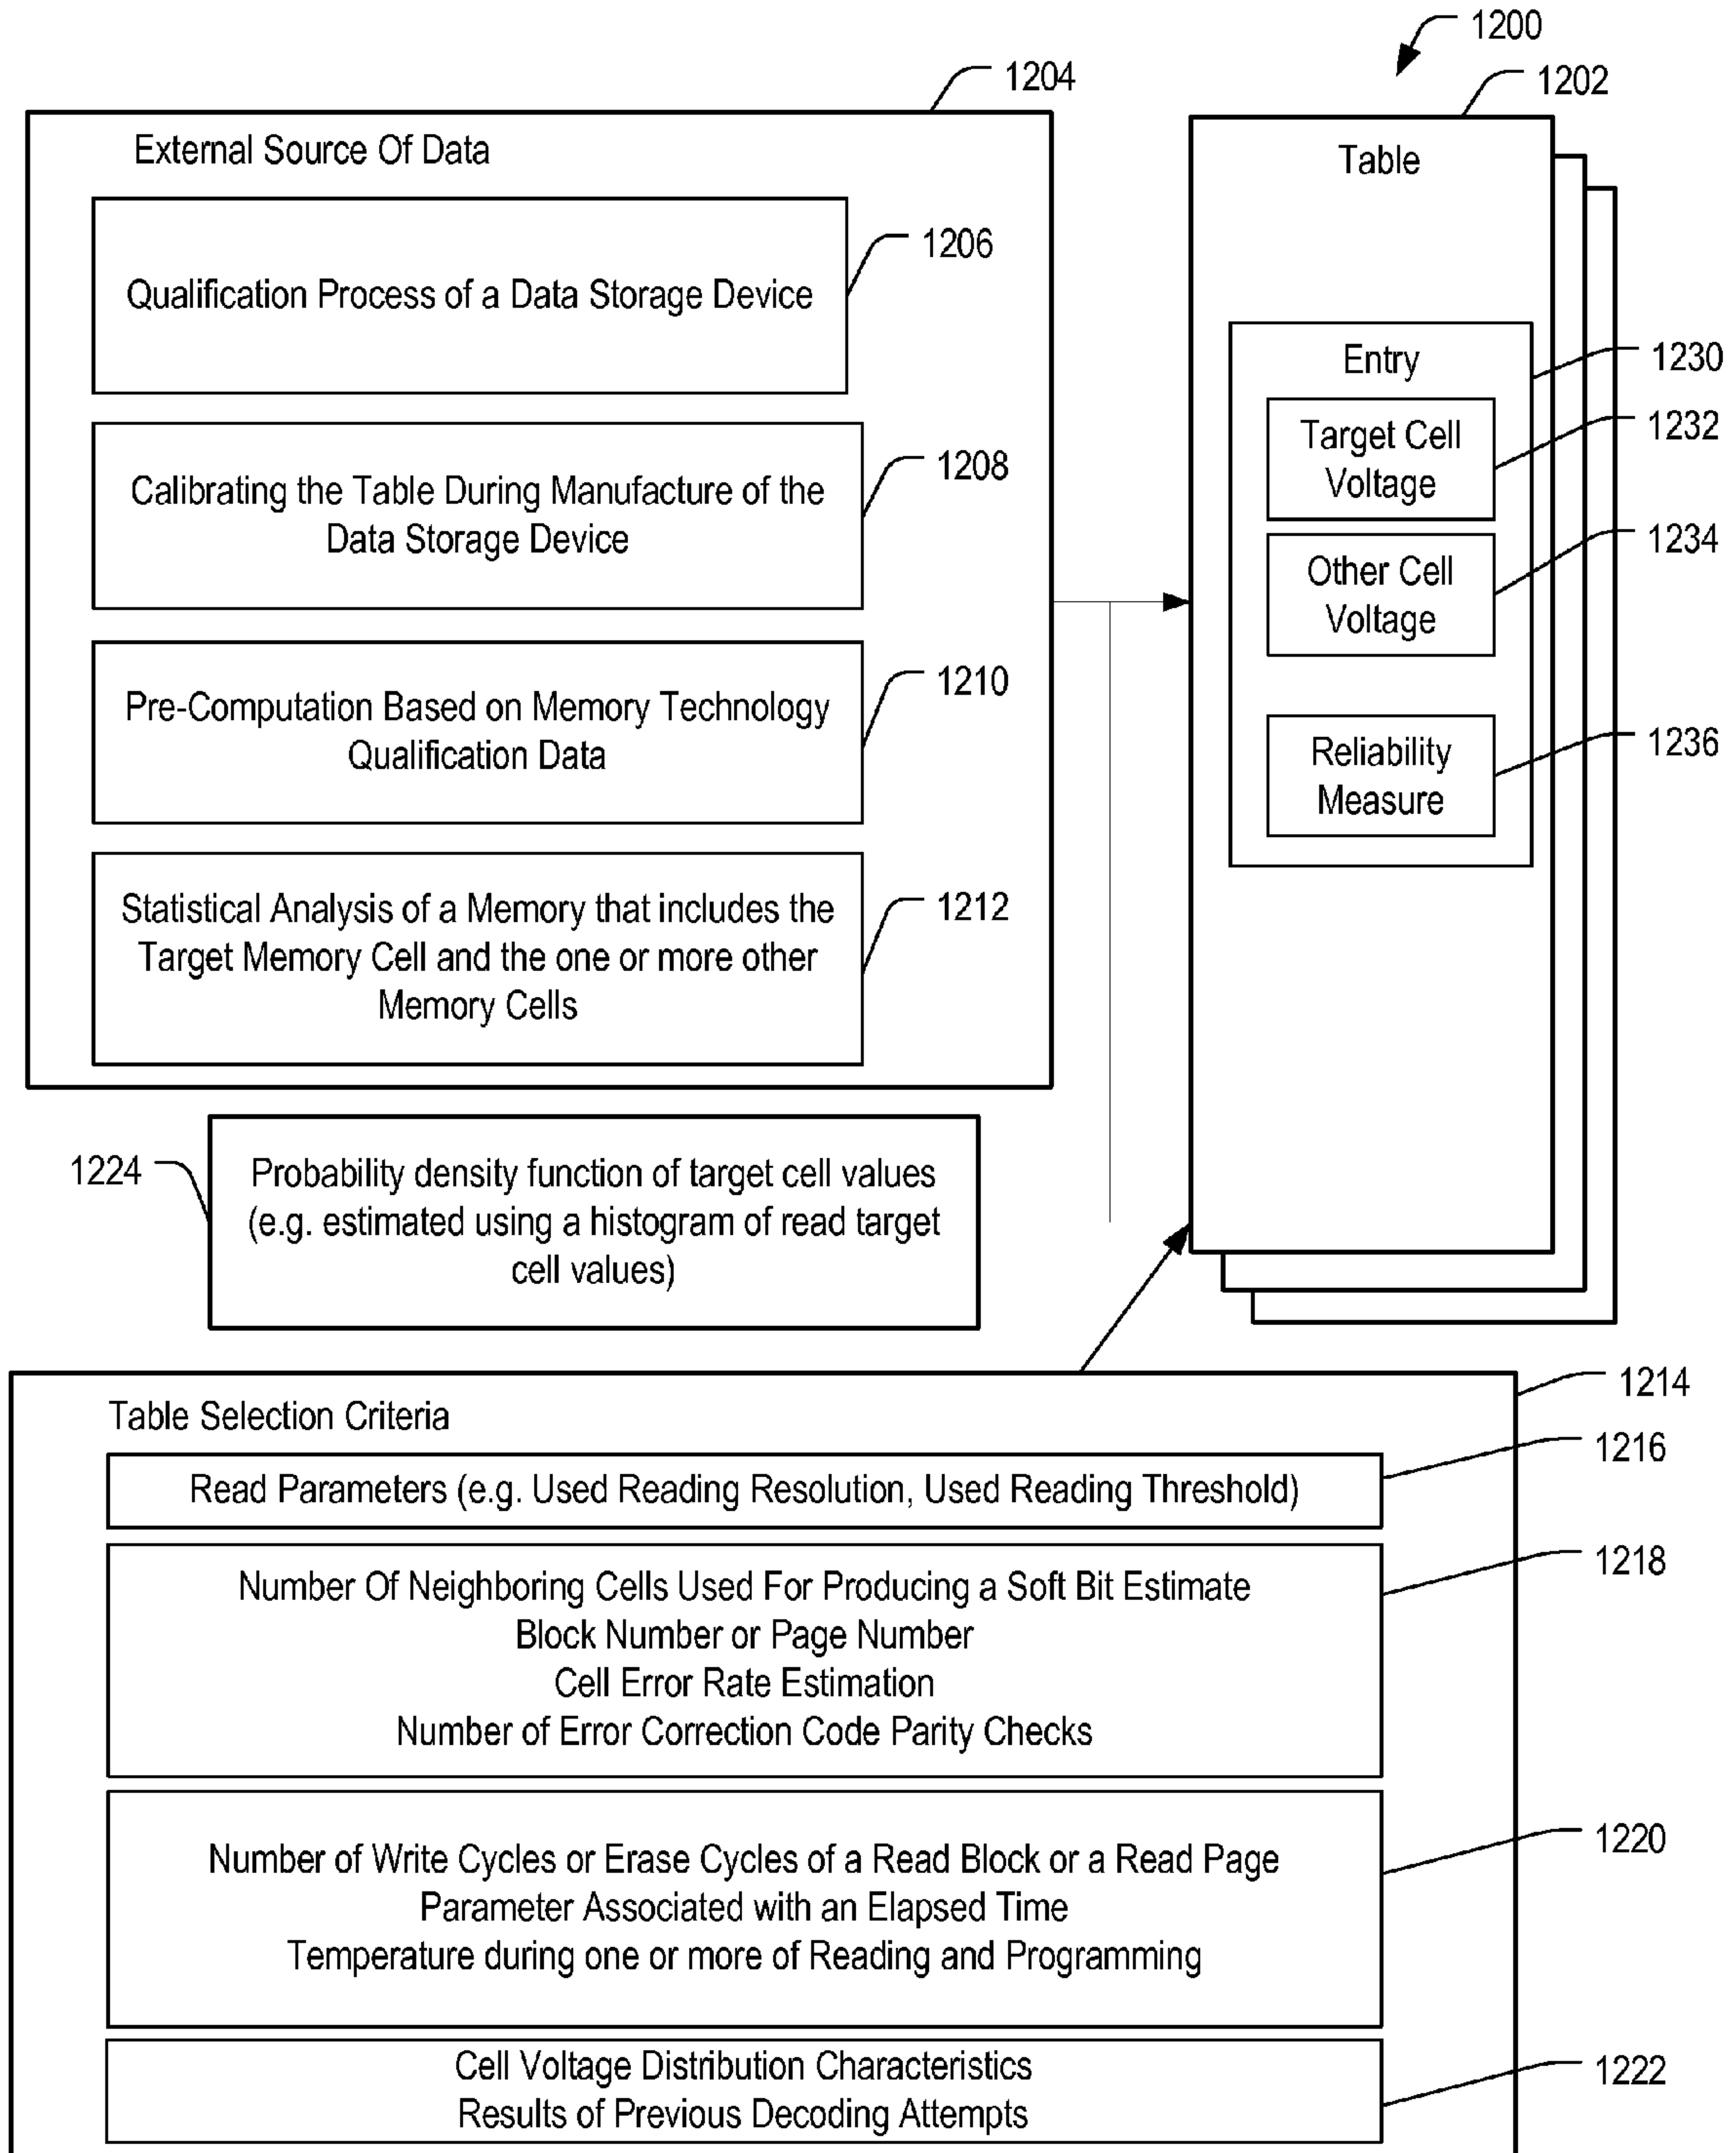 1200
1204
1202
External Source Of Data
Table
1206
Qualification Process of a Data Storage Device
Entry
1230
Target Cell
Voltage
1232
1208
Calibrating the Table During Manufacture of the
Data Storage Device
Other Cell
Voltage
1234
1210
Pre-Computation Based on Memory Technology
Qualification Data
Reliability
Measure
1236
1212
Statistical Analysis of a Memory that includes the
Target Memory Cell and the one or more other
Memory Cells
1224
Probability density function of target cell values
(e.g. estimated using a histogram of read target
cell values)
1214
Table Selection Criteria
1216
Read Parameters (e.g. Used Reading Resolution, Used Reading Threshold)
1218
Number Of Neighboring Cells Used For Producing a Soft Bit Estimate
Block Number or Page Number
Cell Error Rate Estimation
Number of Error Correction Code Parity Checks
1220
Number of Write Cycles or Erase Cycles of a Read Block or a Read Page
Parameter Associated with an Elapsed Time
Temperature during one or more of Reading and Programming
Cell Voltage Distribution Characteristics
1222
Results of Previous Decoding Attempts